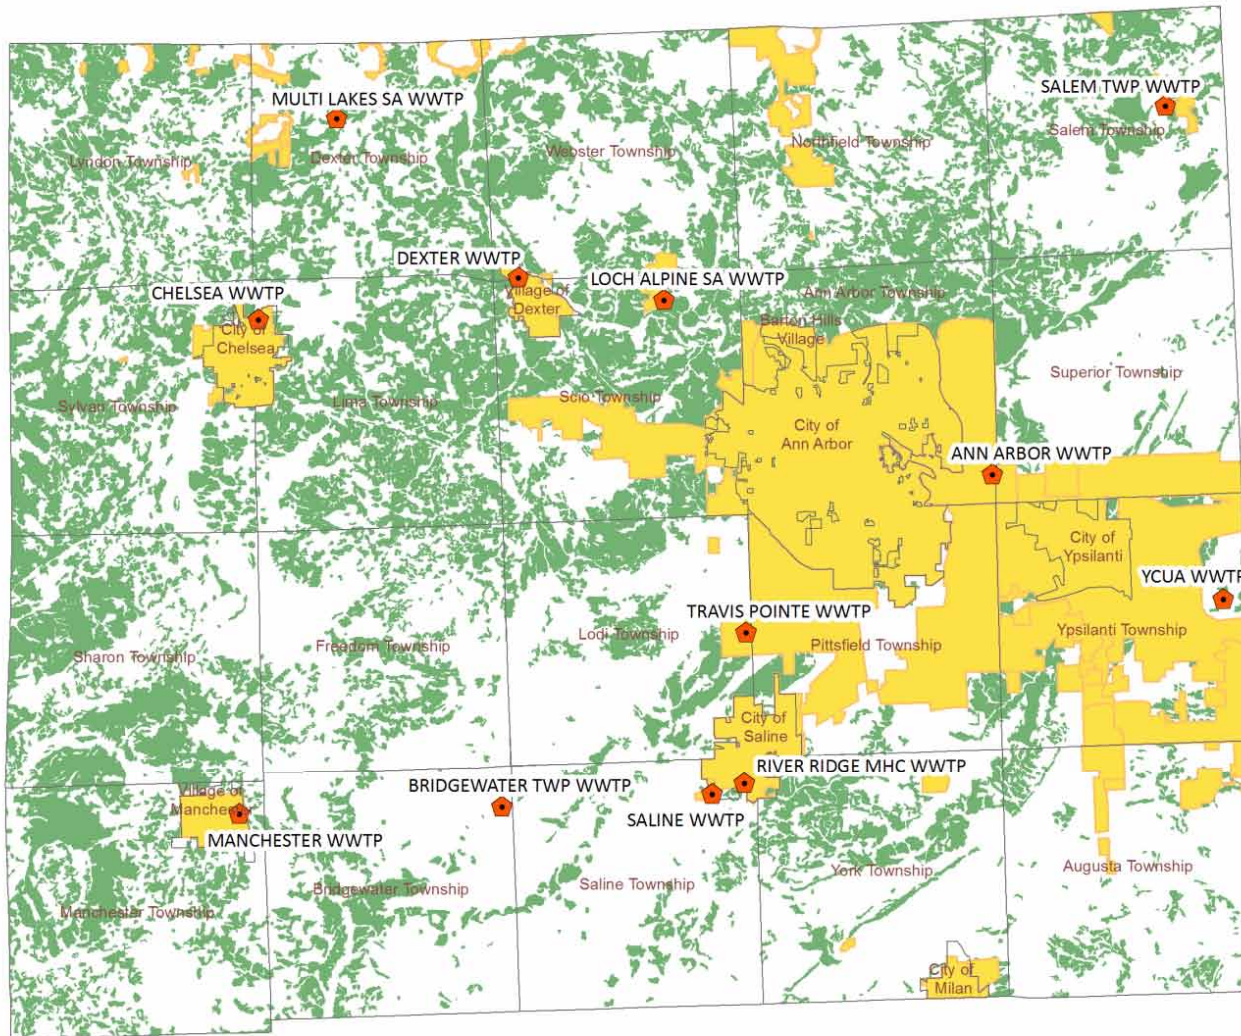 MULTI LAKES SA WWTP
SALEM TWP WWTP
Lyndon Township
Dexter Township
Webster Township
Northfield Township
Salem Township
DEXTER WWTP
LOCH ALPINE SA WWTP
CHELSEA WWTP
Village of
Dexter
Ann Arbor Township
Barton Hills
Village
City of
Chelsea
Superior Township
Sylvan Township
Lima Township
Scio Township
City of
Ann Arbor
ANN ARBOR WWTP
City of
Ypsilanti
YCUA WWTP
TRAVIS POINTE WWTP
Sharon Township
Freedom Township
Lodi Township
Pittsfield Township
Ypsilanti Township
City of
Saline
RIVER RIDGE MHC WWTP
BRIDGEWATER TWP WWTP
Village of
Manchester
SALINE WWTP
MANCHESTER WWTP
Manchester Township
Bridgewater Township
Saline Township
York Township
Augusta Township
City of
Milan